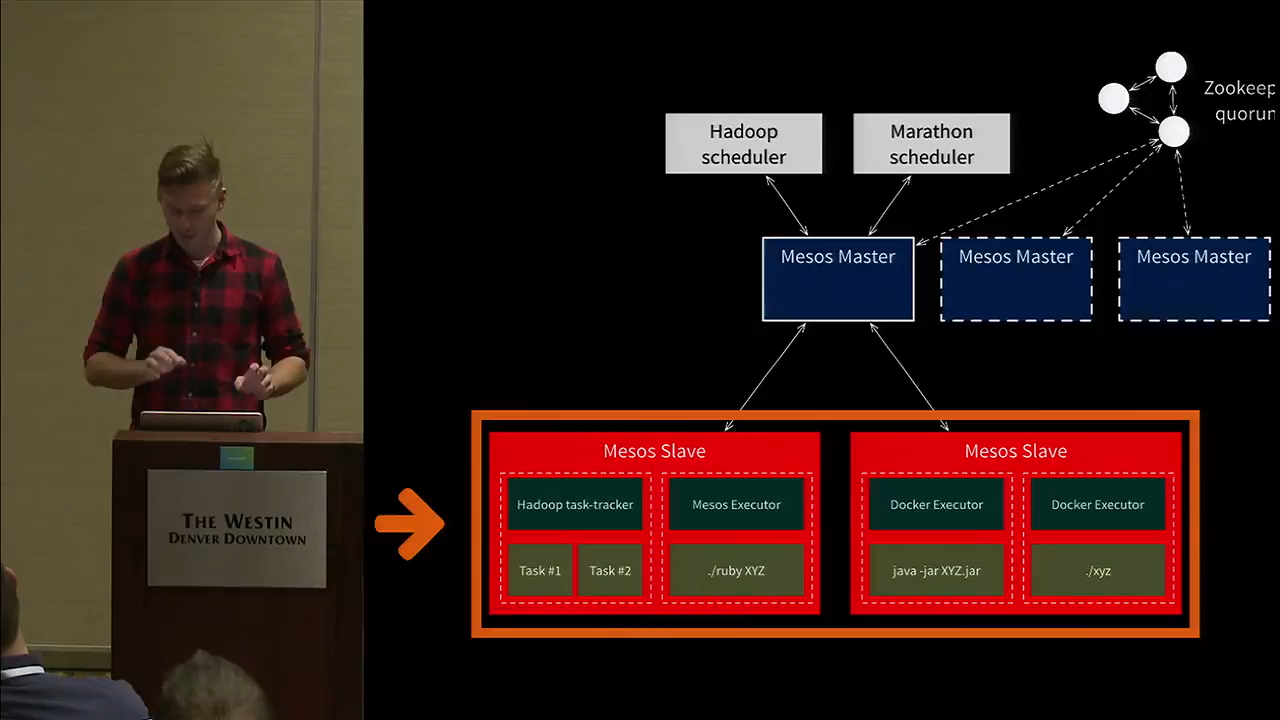 Zookeep
quorun
Hadoop
scheduler
Marathon
scheduler
Mesos Master
Mesos Master
Mesos Master
Mesos Slave
Mesos Slave
Hadoop task-tracker
Mesos Executor
Docker Executor
Docker Executor
Task #1
Task #2
./ruby XYZ
java -jar XYZ.jar
./xyz
THE WESTIN
DENVER DOWNTOWN